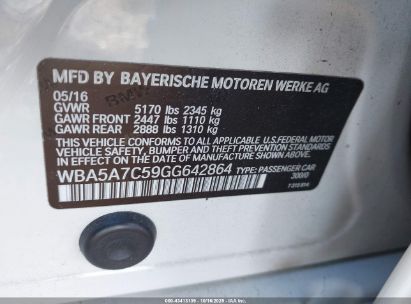 MFD BY BAYERISCHE MOTOREN WERKE AG
05/16
GVWR 5170 lbs 2345 kg
GAWR FRONT 2447 lbs 1110 kg
GAWR REAR 2888 lbs 1310 kg
THIS VEHICLE CONFORMS TO ALL APPLICABLE U.S.FEDERAL MOTOR
VEHICLE SAFETY, BUMPER AND THEFT PREVENTION STANDARDS
IN EFFECT ON THE DATE OF MANUFACTURE SHOWN ABOVE.
WBA5A7C59GG642864 TYPE: PASSENGER CAR
300/0